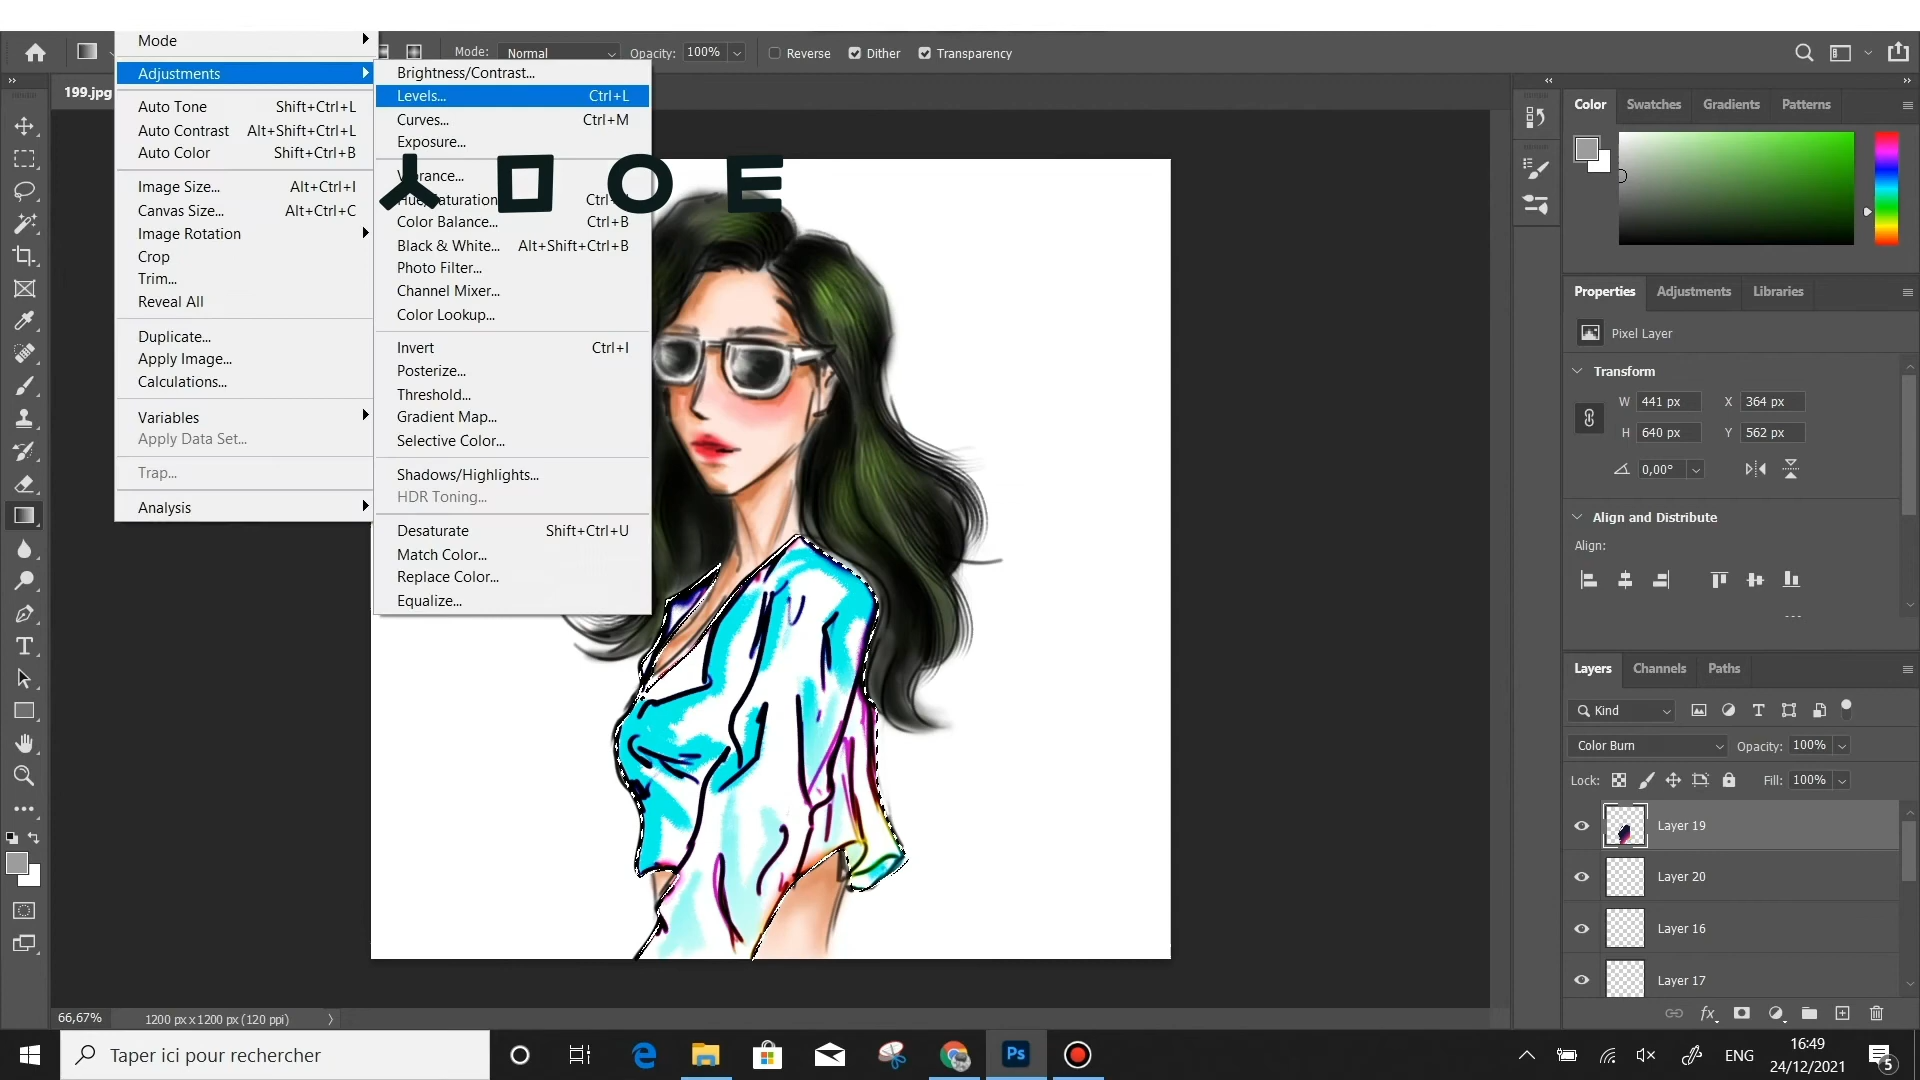 Mode
Adjustments
Auto Tone Shift+Ctrl+L
Auto Contrast Alt+Shift+Ctrl+L
Auto Color Shift+Ctrl+B
Image Size... Alt+Ctrl+I
Canvas Size... Alt+Ctrl+C
Image Rotation
Crop
Trim...
Reveal All
Duplicate...
Apply Image...
Calculations...
Variables
Apply Data Set...
Trap...
Analysis
Brightness/Contrast...
Levels... Ctrl+L
Curves... Ctrl+M
Exposure...
Vibrance...
Hue/Saturation
Color Balance... Ctrl+B
Black & White... Alt+Shift+Ctrl+B
Photo Filter...
Channel Mixer...
Color Lookup...
Invert Ctrl+I
Posterize...
Threshold...
Gradient Map...
Selective Color...
Shadows/Highlights...
HDR Toning...
Desaturate Shift+Ctrl+U
Match Color...
Replace Color...
Equalize...
ㅅㅁㅇㅌ
Mode: Normal Opacity: 100% Reverse Dither Transparency
199.jpg
Color Swatches Gradients Patterns
Properties Adjustments Libraries
Pixel Layer
Transform
W 441 px X 364 px
H 640 px Y 562 px
0,00°
Align and Distribute
Align:
Layers Channels Paths
Kind
Color Burn Opacity: 100%
Lock: Fill: 100%
Layer 19
Layer 20
Layer 16
Layer 17
66,67% 1200 px x 1200 px (120 ppi)
Taper ici pour rechercher
Ps
ENG
16:49
24/12/2021
5